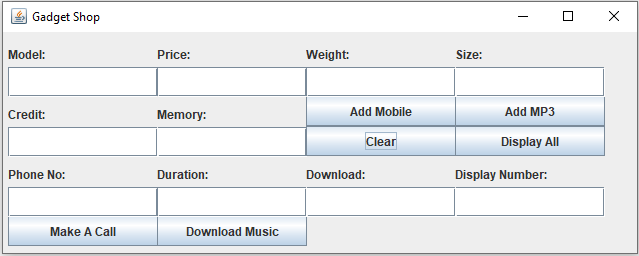 Gadget Shop
Model: Price: Weight: Size:
Add Mobile Add MP3
Credit: Memory:
Clear Display All
Phone No: Duration: Download: Display Number:
Make A Call Download Music